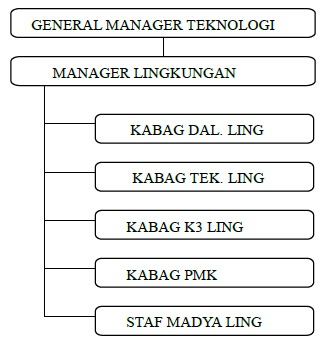 GENERAL MANAGER TEKNOLOGI
MANAGER LINGKUNGAN
KABAG DAL. LING
KABAG TEK. LING
KABAG K3 LING
KABAG PMK
STAF MADYA LING